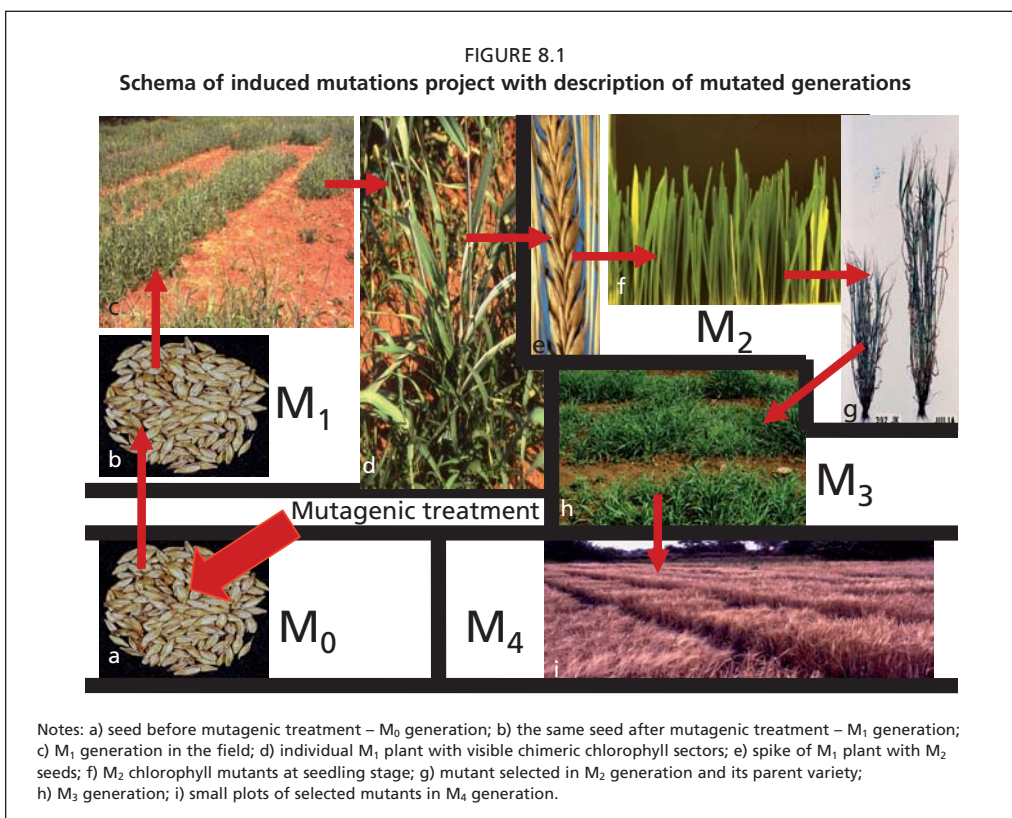 FIGURE 8.1
Schema of induced mutations project with description of mutated generations
c
M₁
b
d
e
f
M₂
g
392 JK JULIA
M₃
h
Mutagenic treatment
a
M₀
M₄
i
Notes: a) seed before mutagenic treatment – M₀ generation; b) the same seed after mutagenic treatment – M₁ generation;
c) M₁ generation in the field; d) individual M₁ plant with visible chimeric chlorophyll sectors; e) spike of M₁ plant with M₂
seeds; f) M₂ chlorophyll mutants at seedling stage; g) mutant selected in M₂ generation and its parent variety;
h) M₃ generation; i) small plots of selected mutants in M₄ generation.